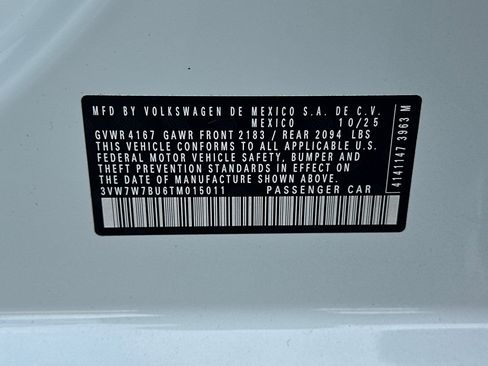 MFD BY VOLKSWAGEN DE MEXICO S.A. DE C.V.
MEXICO 10/25
GVWR 4167 GAWR FRONT 2183 / REAR 2094 LBS
THIS VEHICLE CONFORMS TO ALL APPLICABLE U.S.
FEDERAL MOTOR VEHICLE SAFETY, BUMPER AND
THEFT PREVENTION STANDARDS IN EFFECT ON
THE DATE OF MANUFACTURE SHOWN ABOVE.
3VW7W7BU6TM015011 PASSENGER CAR
4141147 3963 M